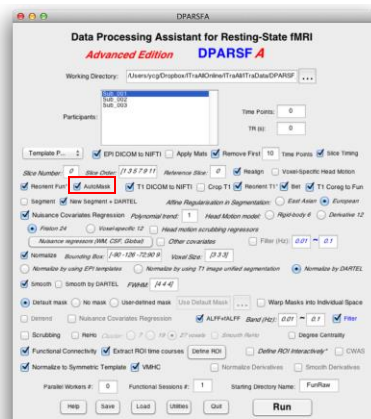 DPARSFA
Data Processing Assistant for Resting-State fMRI
Advanced Edition DPARSF A
Working Directory: /Users/ycg/Dropbox/ITraAllOnline/ITraAll/ITraData/DPARSF ...
Participants: Sub_001
Sub_002
Sub_003
Time Points: 0
TR (s): 0
Template P... EPI DICOM to NIFTI Apply Mats Remove First 10 Time Points Slice Timing
Slice Number: 0 Slice Order: [1 3 5 7 9 11 Reference Slice: 0 Realign Voxel-Specific Head Motion
Reorient Fun* AutoMask T1 DICOM to NIFTI Crop T1 Reorient T1* Bet T1 Coreg to Fun
Segment New Segment + DARTEL Affine Regularisation in Segmentation: East Asian European
Nuisance Covariates Regression Polynomial trend: 1 Head Motion model: Rigid-body 6 Derivative 12
Friston 24 Voxel-specific 12 Head motion scrubbing regressors
Nuisance regressors (WM, CSF, Global) Other covariates Filter (Hz): 0.01 ~ 0.1
Normalize Bounding Box: [-90 -126 -72;90 9 Voxel Size: [3 3 3]
Normalize by using EPI templates Normalize by using T1 image unified segmentation Normalize by DARTEL
Smooth Smooth by DARTEL FWHM: [4 4 4]
Default mask No mask User-defined mask Use Default Mask ... Warp Masks into Individual Space
Detrend Nuisance Covariates Regression ALFF+fALFF Band (Hz): 0.01 ~ 0.1 Filter
Scrubbing ReHo Cluster: 7 19 27 voxels Smooth ReHo Degree Centrality
Functional Connectivity Extract ROI time courses Define ROI Define ROI Interactively* CWAS
Normalize to Symmetric Template VMHC Normalize Derivatives Smooth Derivatives
Parallel Workers #: 0 Functional Sessions #: 1 Starting Directory Name: FunRaw
Help Save Load Utilities Quit Run